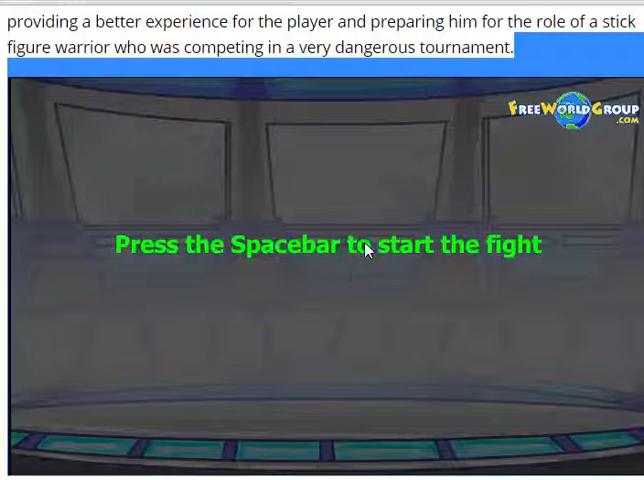 providing a better experience for the player and preparing him for the role of a stick
figure warrior who was competing in a very dangerous tournament.
FREEWORLDGROUP
.COM
Press the Spacebar to start the fight